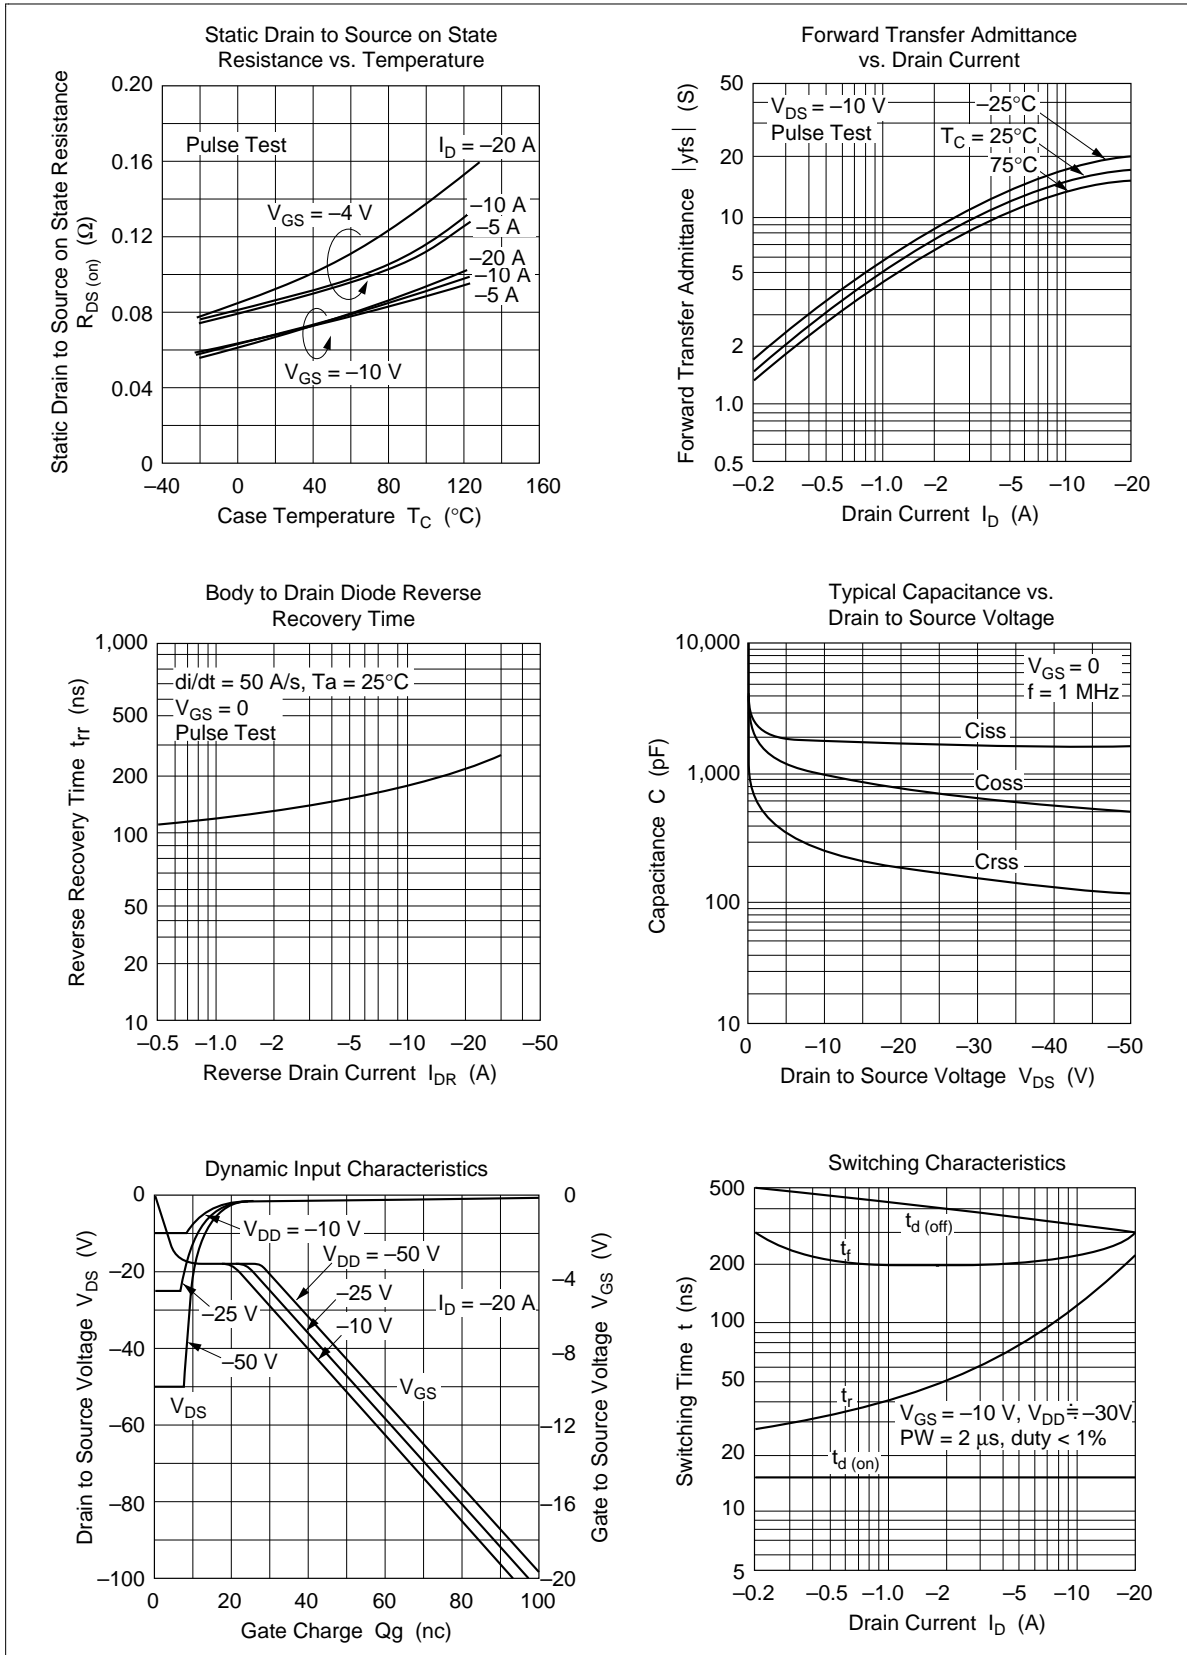 Static Drain to Source on State
Resistance vs. Temperature
Static Drain to Source on State Resistance
R DS (on) (Ω)
0.20
0.16
0.12
0.08
0.04
0
Pulse Test
I D = –20 A
V GS = –4 V
–10 A
–5 A
–20 A
–10 A
–5 A
V GS = –10 V
–40 0 40 80 120 160
Case Temperature T C (°C)
Forward Transfer Admittance
vs. Drain Current
Forward Transfer Admittance |yfs| (S)
50
20
10
5
2
1.0
0.5
V DS = –10 V
Pulse Test
–25°C
T C = 25°C
75°C
–0.2 –0.5 –1.0 –2 –5 –10 –20
Drain Current I D (A)
Body to Drain Diode Reverse
Recovery Time
Reverse Recovery Time trr (ns)
1,000
500
200
100
50
20
10
di/dt = 50 A/s, Ta = 25°C
V GS = 0
Pulse Test
–0.5 –1.0 –2 –5 –10 –20 –50
Reverse Drain Current I DR (A)
Typical Capacitance vs.
Drain to Source Voltage
Capacitance C (pF)
10,000
1,000
100
10
V GS = 0
f = 1 MHz
Ciss
Coss
Crss
0 –10 –20 –30 –40 –50
Drain to Source Voltage V DS (V)
Dynamic Input Characteristics
Drain to Source Voltage V DS (V)
0
–20
–40
–60
–80
–100
V DD = –10 V
V DD = –50 V
–25 V
–10 V
–25 V
–50 V
V DS
I D = –20 A
V GS
0
–4
–8
–12
–16
–20
Gate to Source Voltage V GS (V)
0 20 40 60 80 100
Gate Charge Qg (nc)
Switching Characteristics
Switching Time t (ns)
500
200
100
50
20
10
5
t d (off)
t f
t r
V GS = –10 V, V DD ≒ –30V
PW = 2 µs, duty < 1%
t d (on)
–0.2 –0.5 –1.0 –2 –5 –10 –20
Drain Current I D (A)